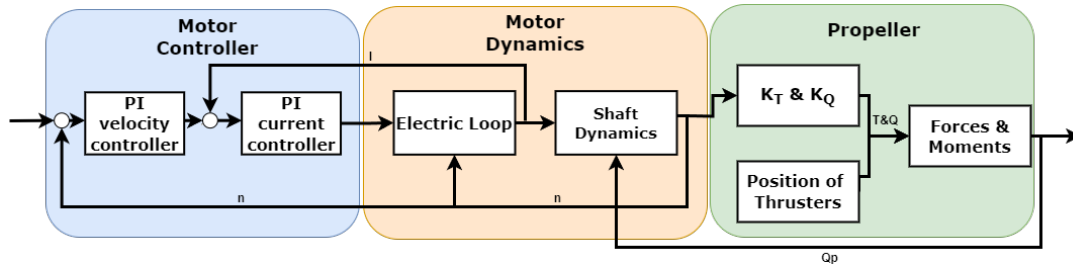 Motor
Controller
Motor
Dynamics
Propeller
I
PI
velocity
controller
PI
current
controller
Electric Loop
Shaft
Dynamics
K_T & K_Q
T&Q
Forces &
Moments
Position of
Thrusters
n
n
Qp